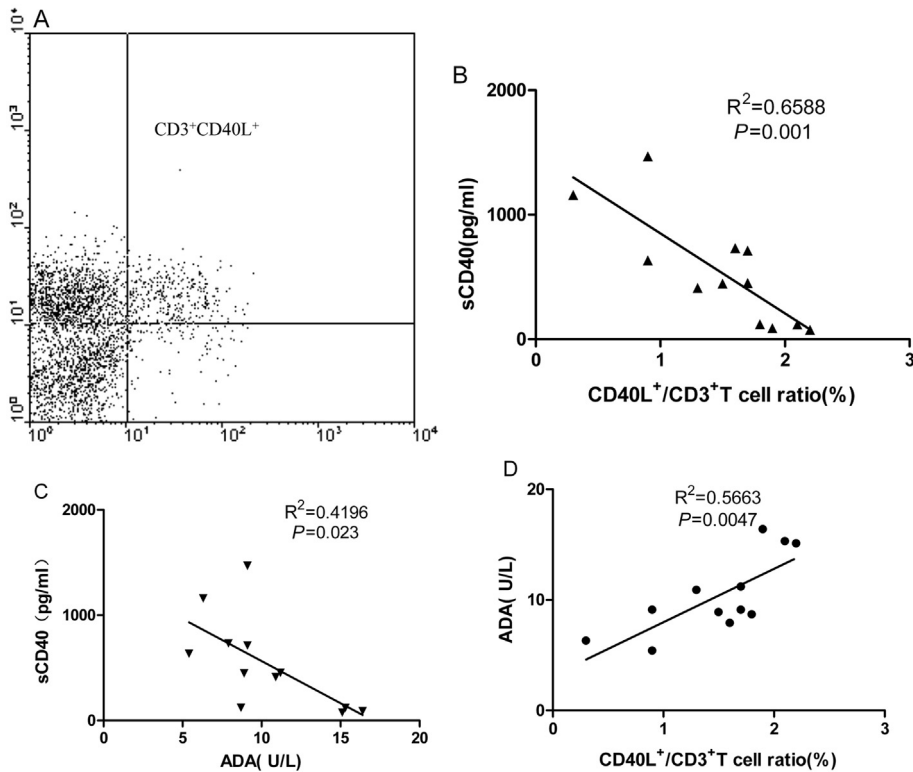 A
10⁴
10³
10²
10¹
10⁰
CD3⁺CD40L⁺
10⁰ 10¹ 10² 10³ 10⁴
B
2000
1000
0
sCD40(pg/ml)
R²=0.6588
P=0.001
0 1 2 3
CD40L⁺/CD3⁺T cell ratio(%)
C
2000
1000
0
sCD40 (pg/ml)
R²=0.4196
P=0.023
0 5 10 15 20
ADA( U/L)
D
20
10
0
ADA( U/L)
R²=0.5663
P=0.0047
0 1 2 3
CD40L⁺/CD3⁺T cell ratio(%)